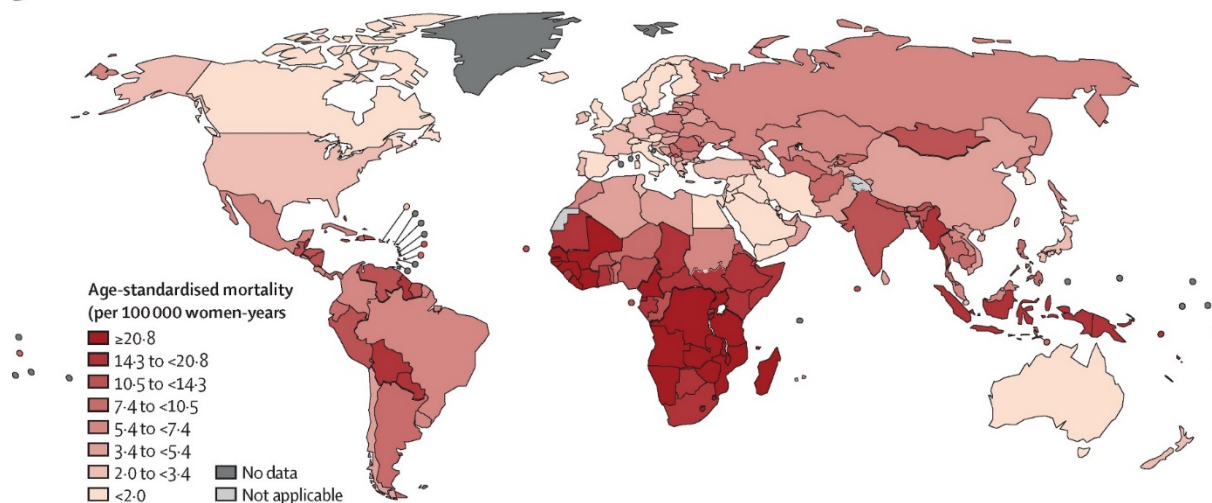 Age-standardised mortality
(per 100 000 women-years
≥20·8
14·3 to <20·8
10·5 to <14·3
7·4 to <10·5
5·4 to <7·4
3·4 to <5·4
2·0 to <3·4
<2·0
No data
Not applicable